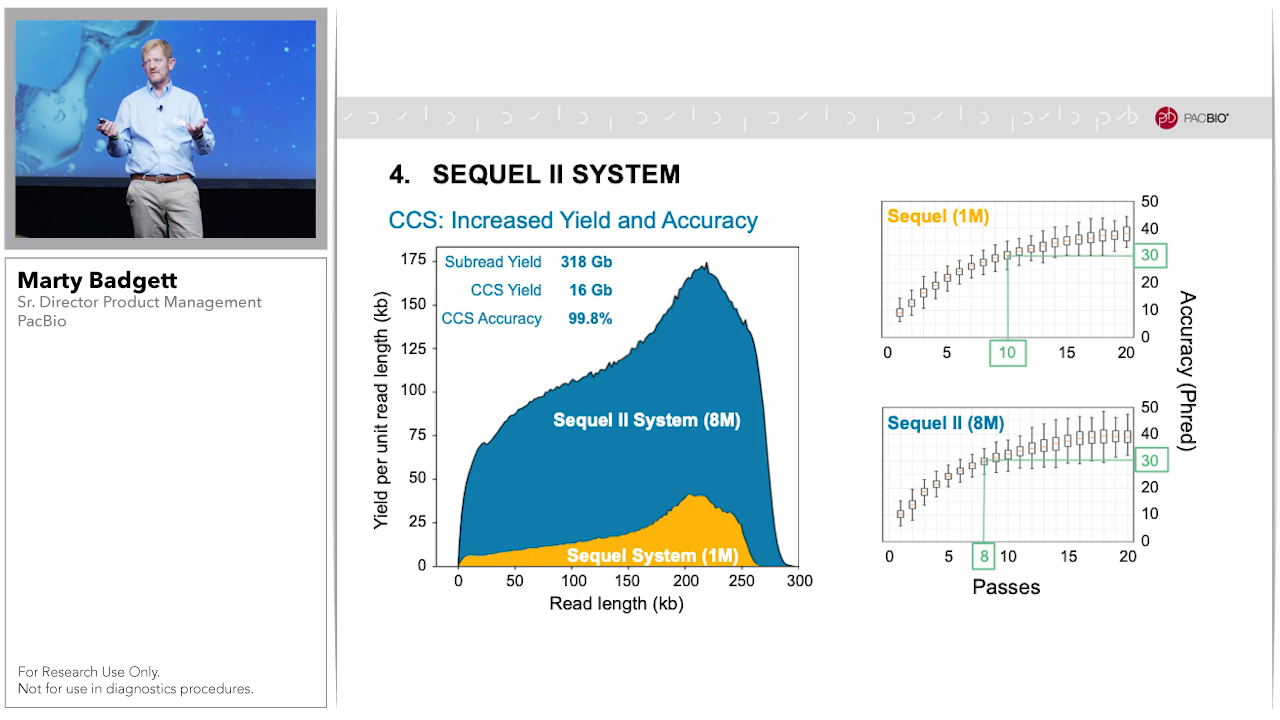 Marty Badgett
Sr. Director Product Management
PacBio
For Research Use Only.
Not for use in diagnostics procedures.
PACBIO®
4. SEQUEL II SYSTEM
CCS: Increased Yield and Accuracy
Subread Yield 318 Gb
CCS Yield 16 Gb
CCS Accuracy 99.8%
Yield per unit read length (kb)
175
150
125
100
75
50
25
0
Sequel II System (8M)
Sequel System (1M)
0 50 100 150 200 250 300
Read length (kb)
Sequel (1M)
50
40
30
20
10
0
0 5 10 15 20
Sequel II (8M)
50
40
30
20
10
0
0 5 8 10 15 20
Passes
Accuracy (Phred)